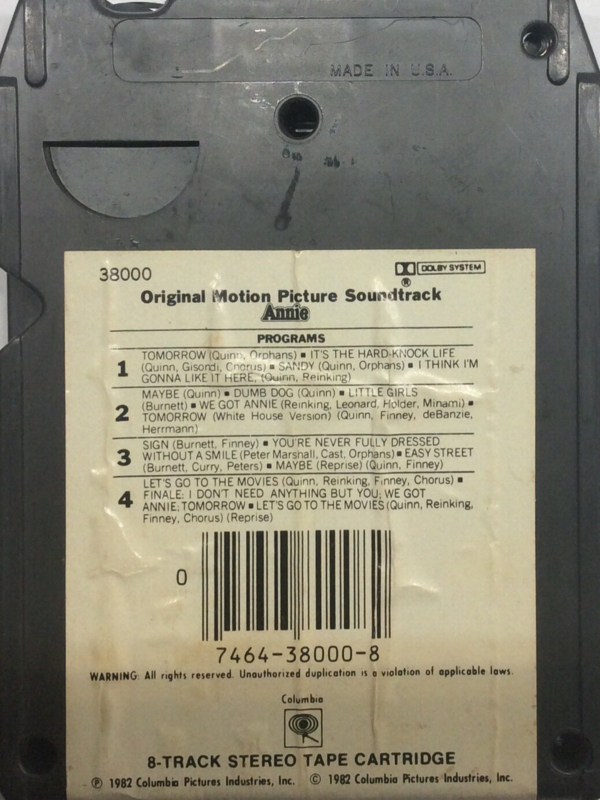 MADE IN U.S.A.
38000
DOLBY SYSTEM
®
Original Motion Picture Soundtrack
Annie
PROGRAMS
1 TOMORROW (Quinn, Orphans) ▪ IT'S THE HARD-KNOCK LIFE
(Quinn, Gisondi, Chorus) ▪ SANDY (Quinn, Orphans) ▪ I THINK I'M
GONNA LIKE IT HERE, (Quinn, Reinking)
2 MAYBE (Quinn) ▪ DUMB DOG (Quinn) ▪ LITTLE GIRLS
(Burnett) ▪ WE GOT ANNIE (Reinking, Leonard, Holder, Minami) ▪
TOMORROW (White House Version) (Quinn, Finney, deBanzie,
Herrmann)
3 SIGN (Burnett, Finney) ▪ YOU'RE NEVER FULLY DRESSED
WITHOUT A SMILE (Peter Marshall, Cast, Orphans) ▪ EASY STREET
(Burnett, Curry, Peters) ▪ MAYBE (Reprise) (Quinn, Finney)
4 LET'S GO TO THE MOVIES (Quinn, Reinking, Finney, Chorus) ▪
FINALE: I DON'T NEED ANYTHING BUT YOU; WE GOT
ANNIE; TOMORROW ▪ LET'S GO TO THE MOVIES (Quinn, Reinking,
Finney, Chorus) (Reprise)
0
7464-38000-8
WARNING: All rights reserved. Unauthorized duplication is a violation of applicable laws.
Columbia
8-TRACK STEREO TAPE CARTRIDGE
℗ 1982 Columbia Pictures Industries, Inc. © 1982 Columbia Pictures Industries, Inc.